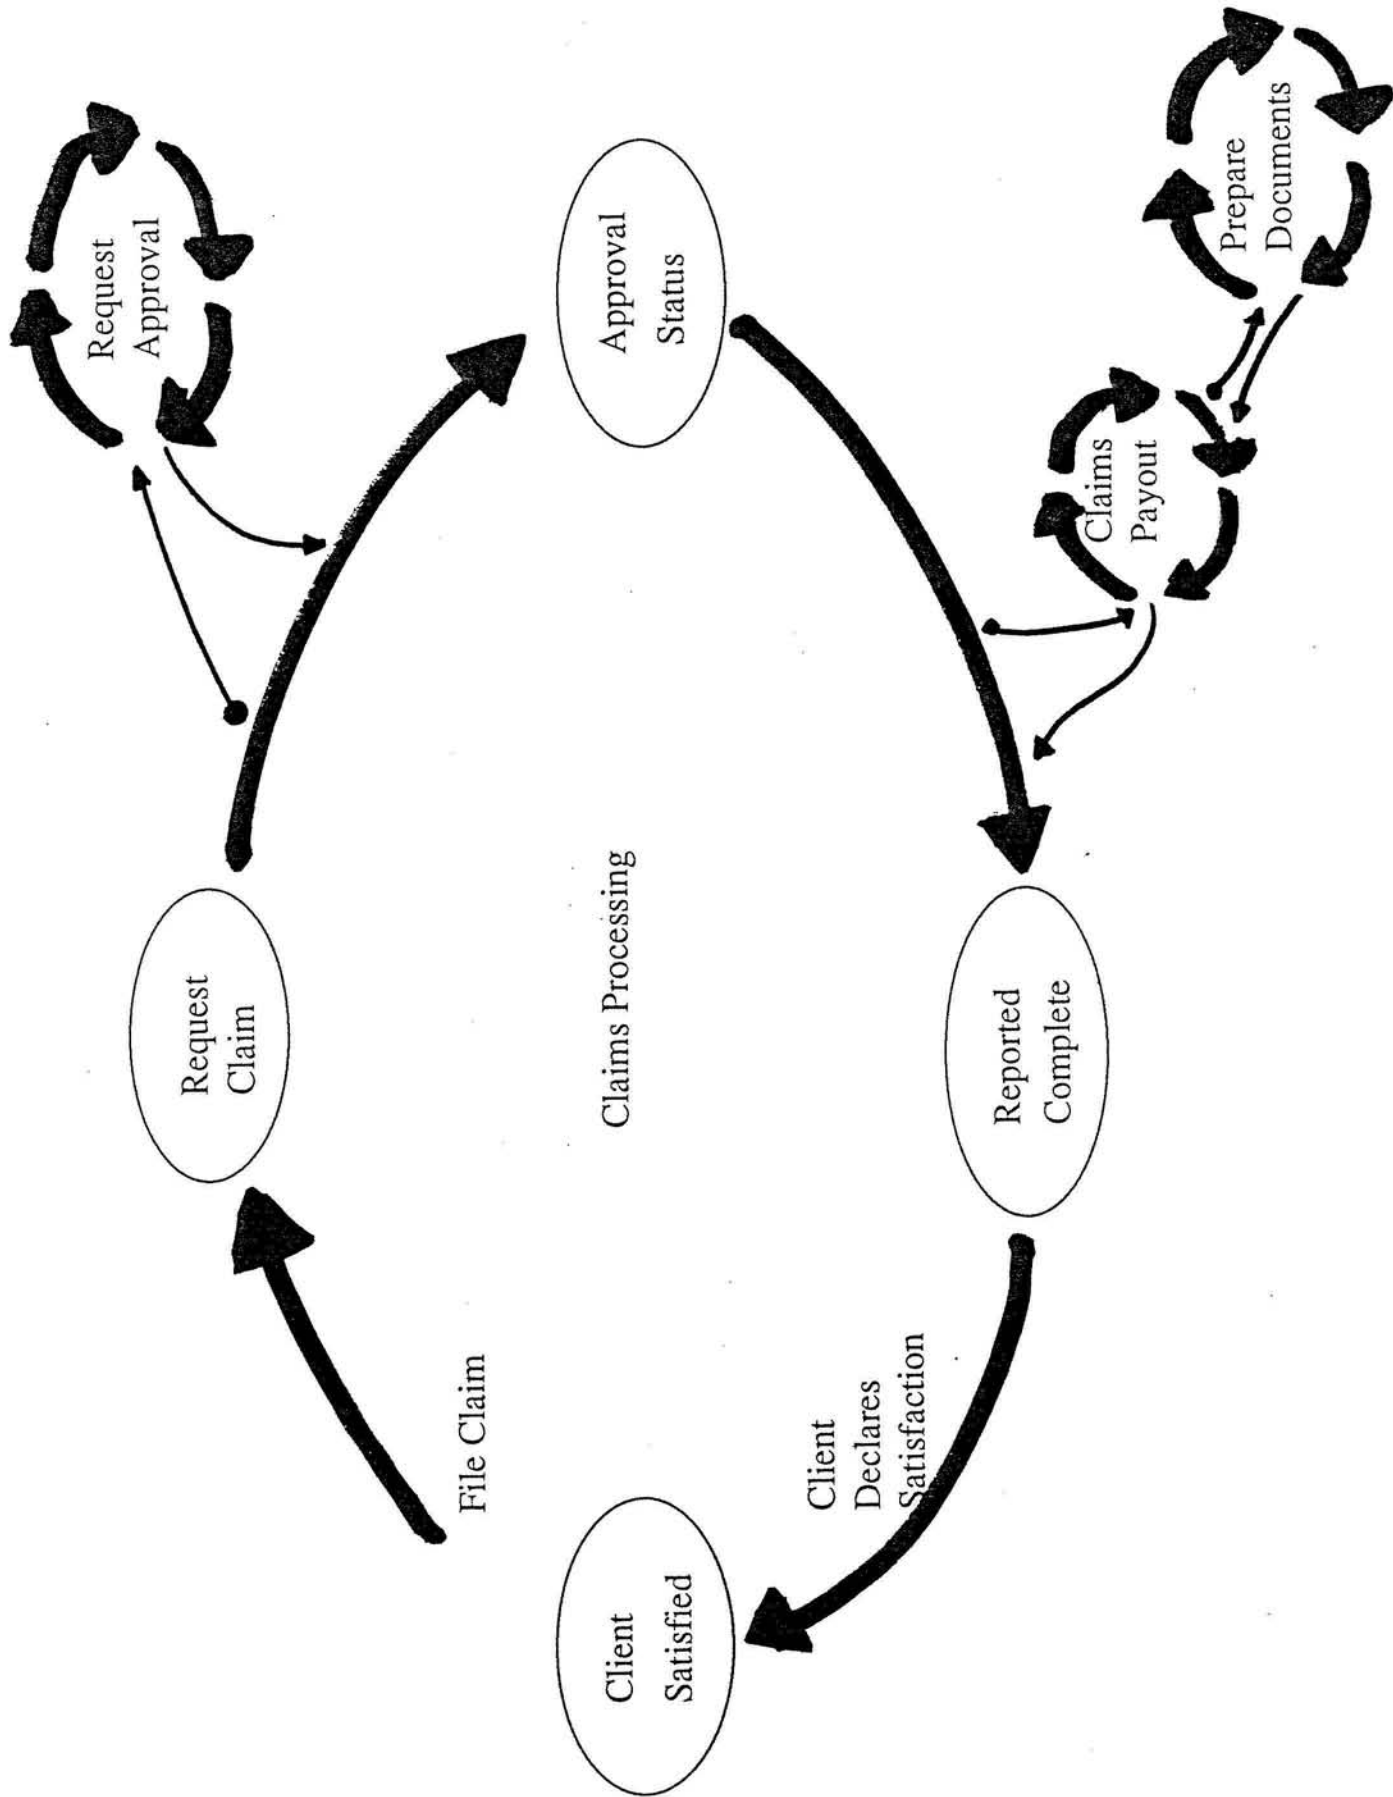 Request
Approval
Request
Claim
File Claim
Claims Processing
Approval
Status
Client
Satisfied
Client
Declares
Satisfaction
Reported
Complete
Claims
Payout
Prepare
Documents